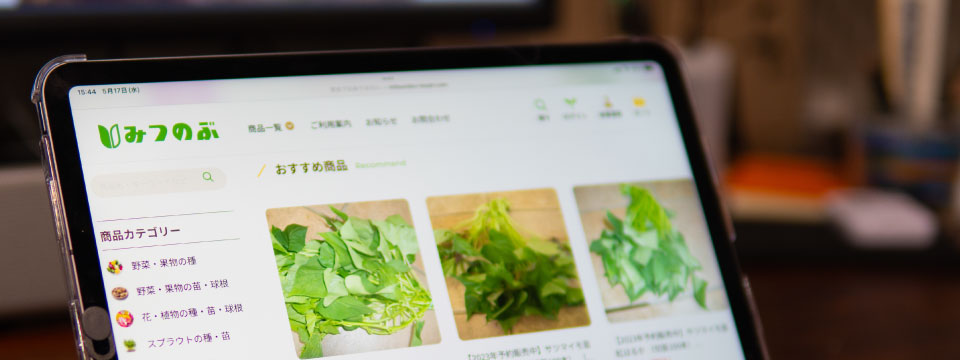 15:44 5月17日(水)
みつのぶ
商品一覧 ご利用案内 お知らせ お問合わせ
おすすめ商品 Recommend
商品カテゴリー
野菜・果物の種
野菜・果物の苗・球根
花・植物の種・苗・球根
スプラウトの種・苗
【2023年予約販売中】サツマイモ苗
【2023年予約販売中】サツマイモ苗